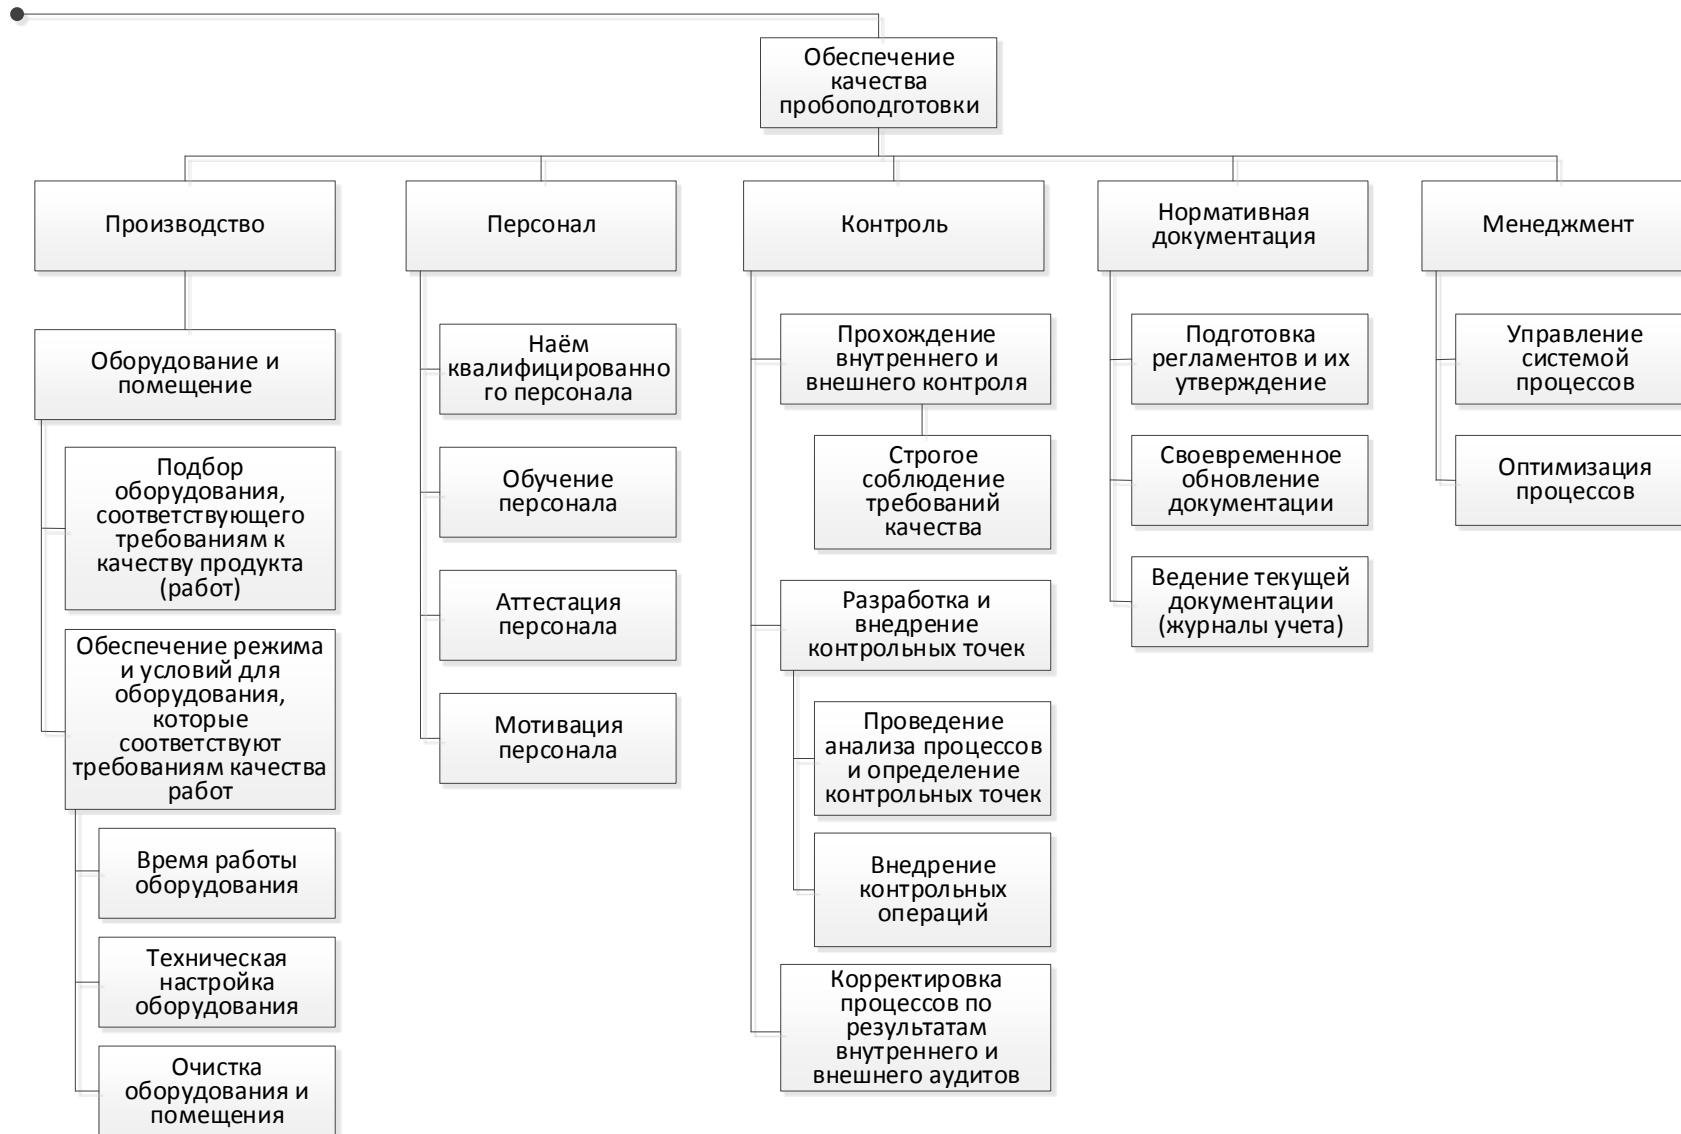 Обеспечение
качества
пробоподготовки
Производство
Персонал
Контроль
Нормативная
документация
Менеджмент
Оборудование и
помещение
Подбор
оборудования,
соответствующего
требованиям к
качеству продукта
(работ)
Обеспечение режима
и условий для
оборудования,
которые
соответствуют
требованиям качества
работ
Время работы
оборудования
Техническая
настройка
оборудования
Очистка
оборудования и
помещения
Наём
квалифицированно
го персонала
Обучение
персонала
Аттестация
персонала
Мотивация
персонала
Прохождение
внутреннего и
внешнего контроля
Строгое
соблюдение
требований
качества
Разработка и
внедрение
контрольных точек
Проведение
анализа процессов
и определение
контрольных точек
Внедрение
контрольных
операций
Корректировка
процессов по
результатам
внутреннего и
внешнего аудитов
Подготовка
регламентов и их
утверждение
Своевременное
обновление
документации
Ведение текущей
документации
(журналы учета)
Управление
системой
процессов
Оптимизация
процессов